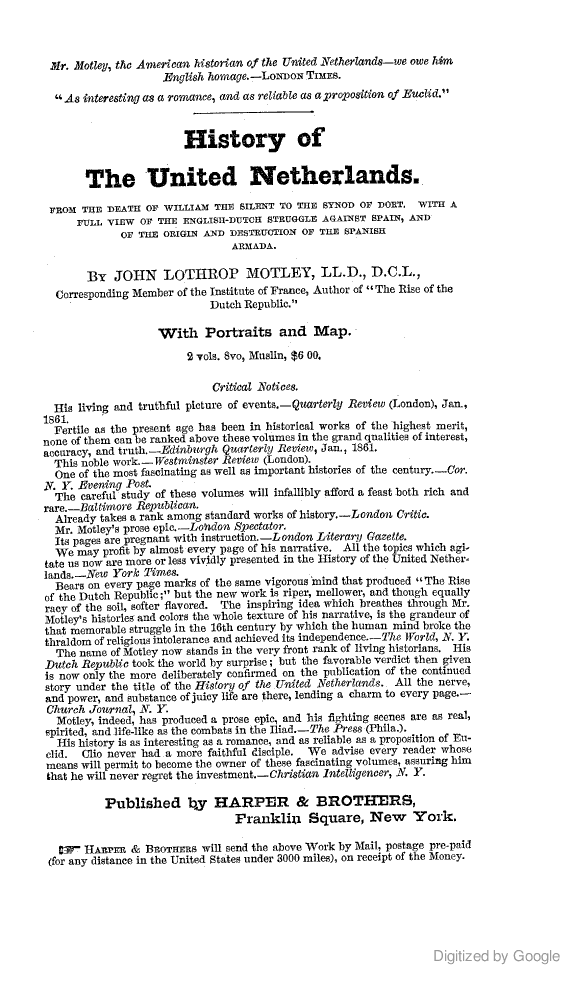 Mr. Motley, the American historian of the United Netherlands—we owe him
English homage.—LONDON TIMES.
"As interesting as a romance, and as reliable as a proposition of Euclid."
History of
The United Netherlands.
FROM THE DEATH OF WILLIAM THE SILENT TO THE SYNOD OF DORT. WITH A
FULL VIEW OF THE ENGLISH-DUTCH STRUGGLE AGAINST SPAIN, AND
OF THE ORIGIN AND DESTRUCTION OF THE SPANISH
ARMADA.
BY JOHN LOTHROP MOTLEY, LL.D., D.C.L.,
Corresponding Member of the Institute of France, Author of "The Rise of the
Dutch Republic."
With Portraits and Map.
2 vols. 8vo, Muslin, $6 00.
Critical Notices.
His living and truthful picture of events.—Quarterly Review (London), Jan.,
1861.
Fertile as the present age has been in historical works of the highest merit,
none of them can be ranked above these volumes in the grand qualities of interest,
accuracy, and truth.—Edinburgh Quarterly Review, Jan., 1861.
This noble work.—Westminster Review (London).
One of the most fascinating as well as important histories of the century.—Cor.
N. Y. Evening Post.
The careful study of these volumes will infallibly afford a feast both rich and
rare.—Baltimore Republican.
Already takes a rank among standard works of history.—London Critic.
Mr. Motley's prose epic.—London Spectator.
Its pages are pregnant with instruction.—London Literary Gazette.
We may profit by almost every page of his narrative. All the topics which agi-
tate us now are more or less vividly presented in the History of the United Nether-
lands.—New York Times.
Bears on every page marks of the same vigorous mind that produced "The Rise
of the Dutch Republic;" but the new work is riper, mellower, and though equally
racy of the soil, softer flavored. The inspiring idea which breathes through Mr.
Motley's histories and colors the whole texture of his narrative, is the grandeur of
that memorable struggle in the 16th century by which the human mind broke the
thraldom of religious intolerance and achieved its independence.—The World, N. Y.
The name of Motley now stands in the very front rank of living historians. His
Dutch Republic took the world by surprise; but the favorable verdict then given
is now only the more deliberately confirmed on the publication of the continued
story under the title of the History of the United Netherlands. All the nerve,
and power, and substance of juicy life are there, lending a charm to every page.—
Church Journal, N. Y.
Motley, indeed, has produced a prose epic, and his fighting scenes are as real,
spirited, and life-like as the combats in the Iliad.—The Press (Phila.).
His history is as interesting as a romance, and as reliable as a proposition of Eu-
clid. Clio never had a more faithful disciple. We advise every reader whose
means will permit to become the owner of these fascinating volumes, assuring him
that he will never regret the investment.—Christian Intelligencer, N. Y.
Published by HARPER & BROTHERS,
Franklin Square, New York.
☞ HARPER & BROTHERS will send the above Work by Mail, postage pre-paid
(for any distance in the United States under 3000 miles), on receipt of the Money.
Digitized by Google